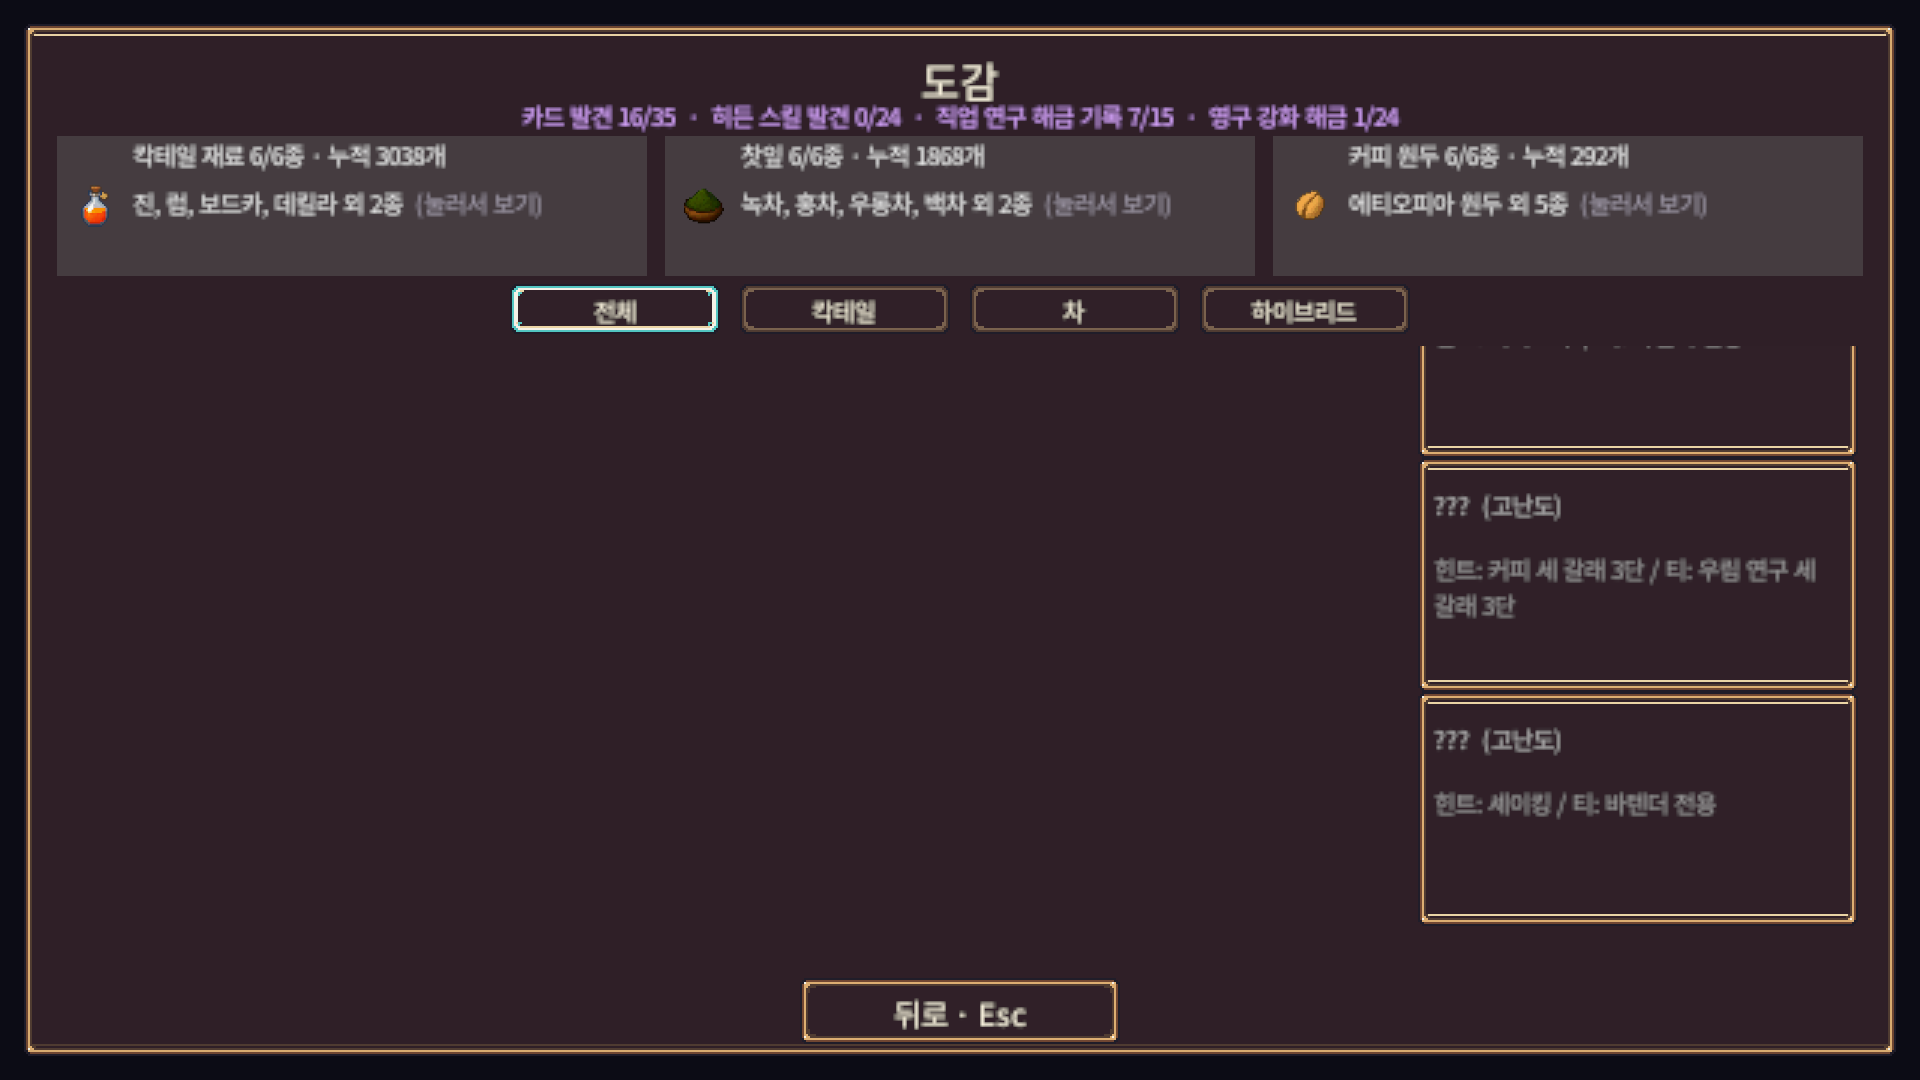 도감
카드 발견 16/35 · 히든 스킬 발견 0/24 · 직업 연구 해금 기록 7/15 · 영구 강화 해금 1/24
칵테일 재료 6/6종 · 누적 3038개
진, 럼, 보드카, 데킬라 외 2종 (눌러서 보기)
찻잎 6/6종 · 누적 1868개
녹차, 홍차, 우롱차, 백차 외 2종 (눌러서 보기)
커피 원두 6/6종 · 누적 292개
에티오피아 원두 외 5종 (눌러서 보기)
전체
칵테일
차
하이브리드
??? (고난도)
힌트: 커피 세 갈래 3단 / 티: 우림 연구 세
갈래 3단
??? (고난도)
힌트: 셰이킹 / 티: 바텐더 전용
뒤로 · Esc